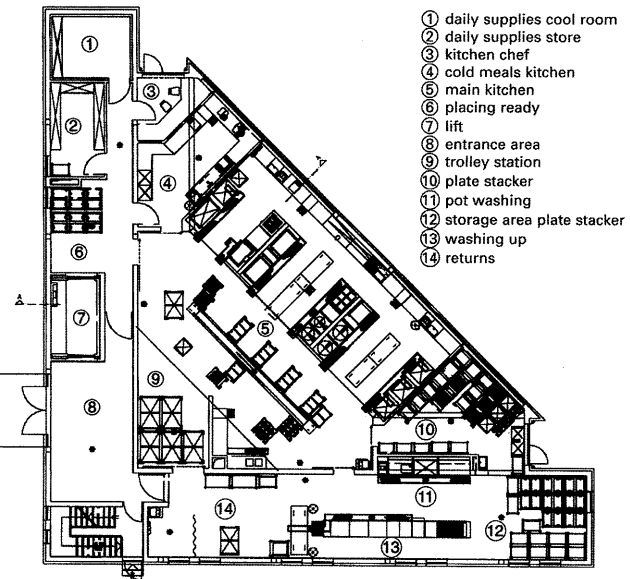 ① daily supplies cool room
② daily supplies store
③ kitchen chef
④ cold meals kitchen
⑤ main kitchen
⑥ placing ready
⑦ lift
⑧ entrance area
⑨ trolley station
⑩ plate stacker
⑪ pot washing
⑫ storage area plate stacker
⑬ washing up
⑭ returns
①
③
②
④
A
⑥
A
⑦
⑤
⑨
⑧
⑩
⑪
⑭
⑫
⑬